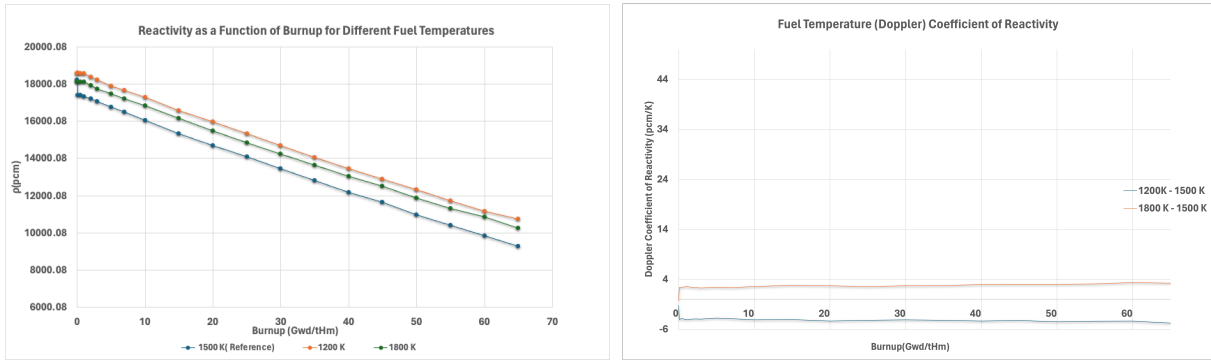 Reactivity as a Function of Burnup for Different Fuel Temperatures
20000.08
18000.08
16000.08
14000.08
12000.08
10000.08
8000.08
6000.08
ρ(pcm)
0 10 20 30 40 50 60 70
Burnup (Gwd/tHm)
1500 K( Reference) 1200 K 1800 K
Fuel Temperature (Doppler) Coefficient of Reactivity
44
34
24
14
4
-6
Doppler Coefficient of Reactivity (pcm/K)
0 10 20 30 40 50 60
Burnup(Gwd/tHm)
1200K - 1500 K
1800 K - 1500 K